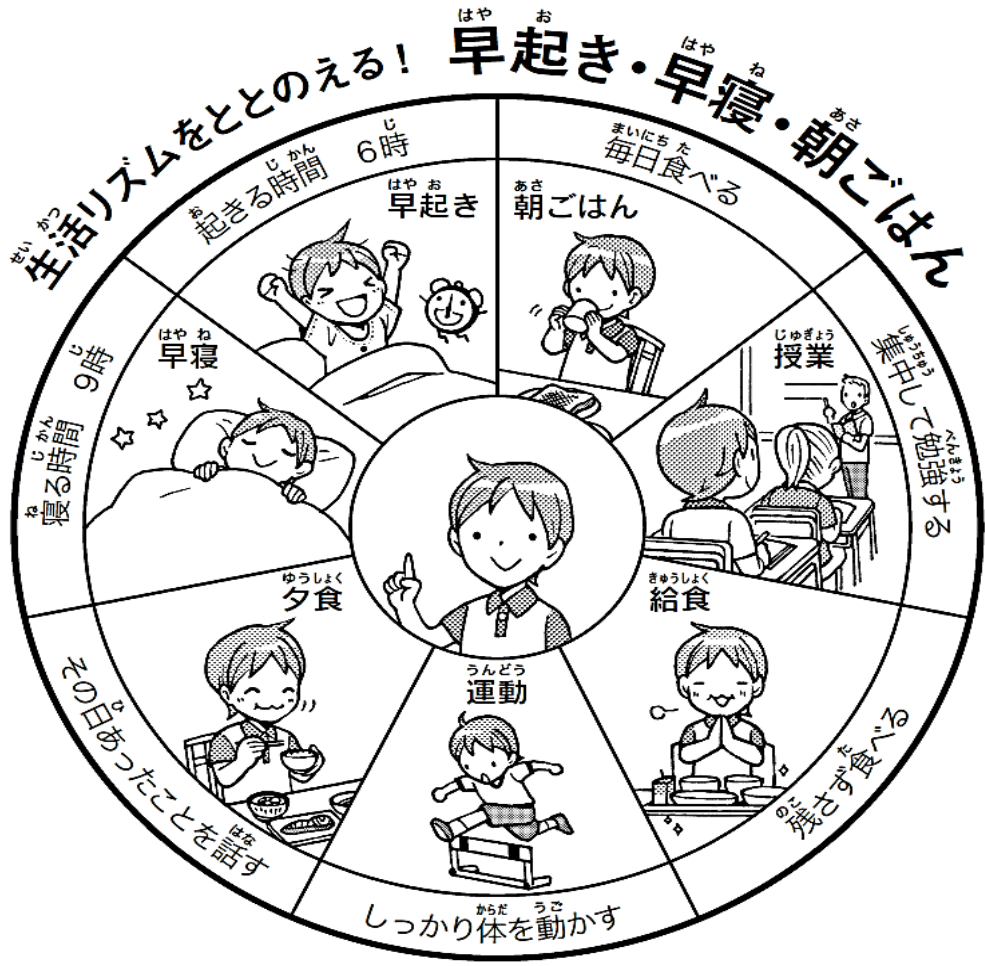 生活リズムをととのえる！ 早起き・早寝・朝ごはん
起きる時間 6時
早起き
毎日食べる
朝ごはん
集中して勉強する
授業
残さず食べる
給食
しっかり体を動かす
運動
その日あったことを話す
夕食
寝る時間 9時
早寝